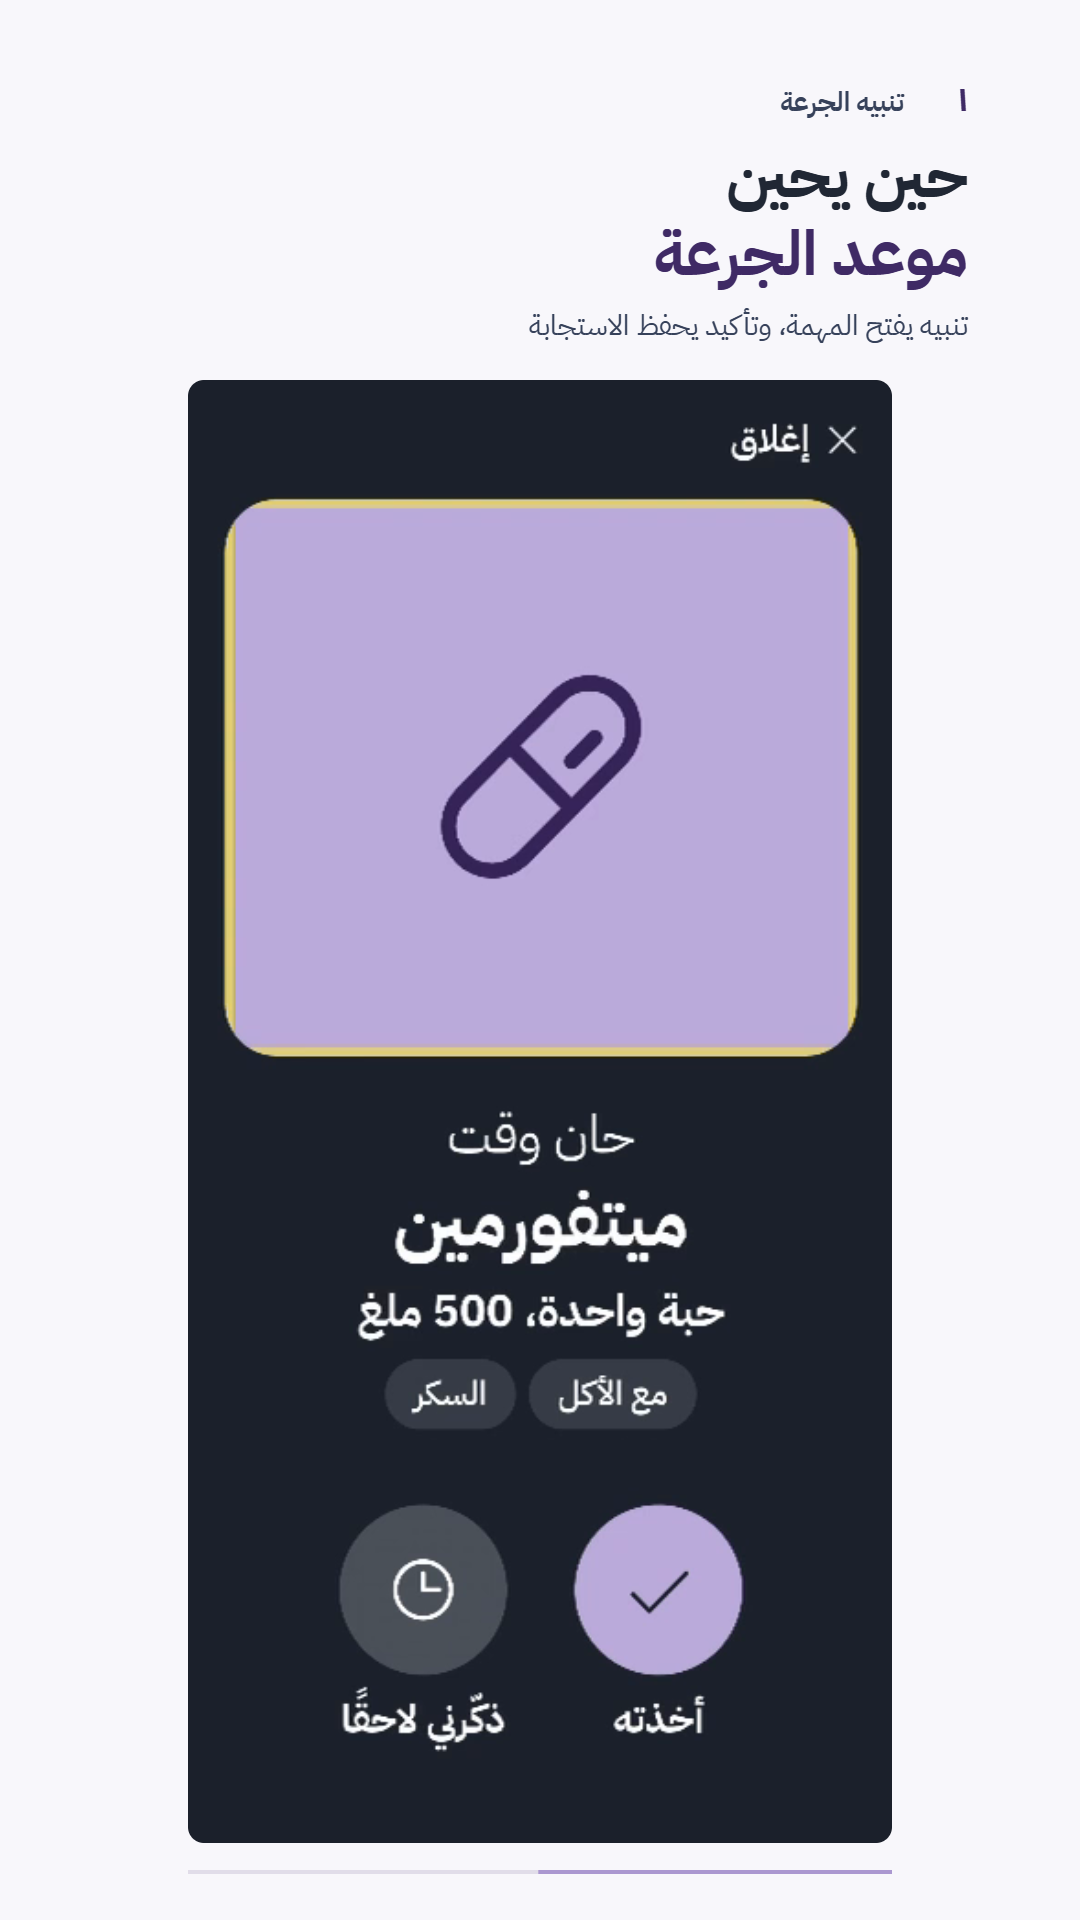 ١ تنبيه الجرعة
حين يحين
موعد الجرعة
تنبيه يفتح المهمة، وتأكيد يحفظ الاستجابة
إغلاق
حان وقت
ميتفورمين
حبة واحدة، 500 ملغ
مع الأكل السكر
أخذته ذكّرني لاحقًا